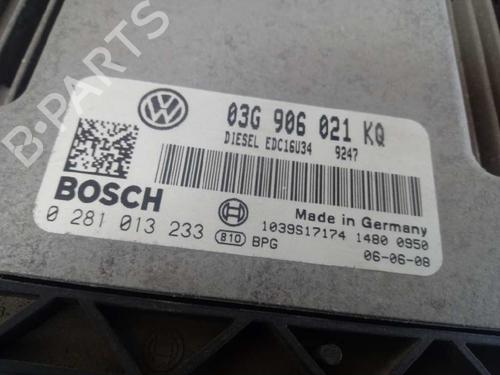 03G 906 021 KQ
DIESEL EDC16U34 9247
BOSCH
Made in Germany
0 281 013 233
1039S17174 1480 0950
810 BPG
06-06-08
B-PARTS